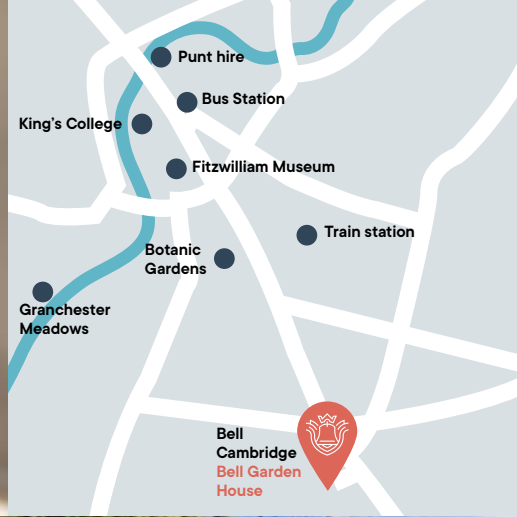 Punt hire
Bus Station
King's College
Fitzwilliam Museum
Train station
Botanic
Gardens
Granchester
Meadows
Bell
Cambridge
Bell Garden
House